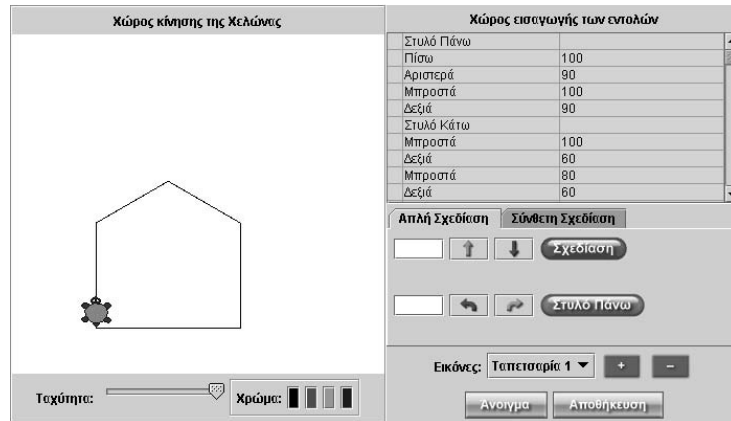 Χώρος κίνησης της Χελώνας
Ταχύτητα:
Χρώμα:
Χώρος εισαγωγής των εντολών
Στυλό Πάνω
Πίσω 100
Αριστερά 90
Μπροστά 100
Δεξιά 90
Στυλό Κάτω
Μπροστά 100
Δεξιά 60
Μπροστά 80
Δεξιά 60
Απλή Σχεδίαση Σύνθετη Σχεδίαση
Σχεδίαση
Στυλό Πάνω
Εικόνες: Ταπετσαρία 1 + -
Άνοιγμα Αποθήκευση